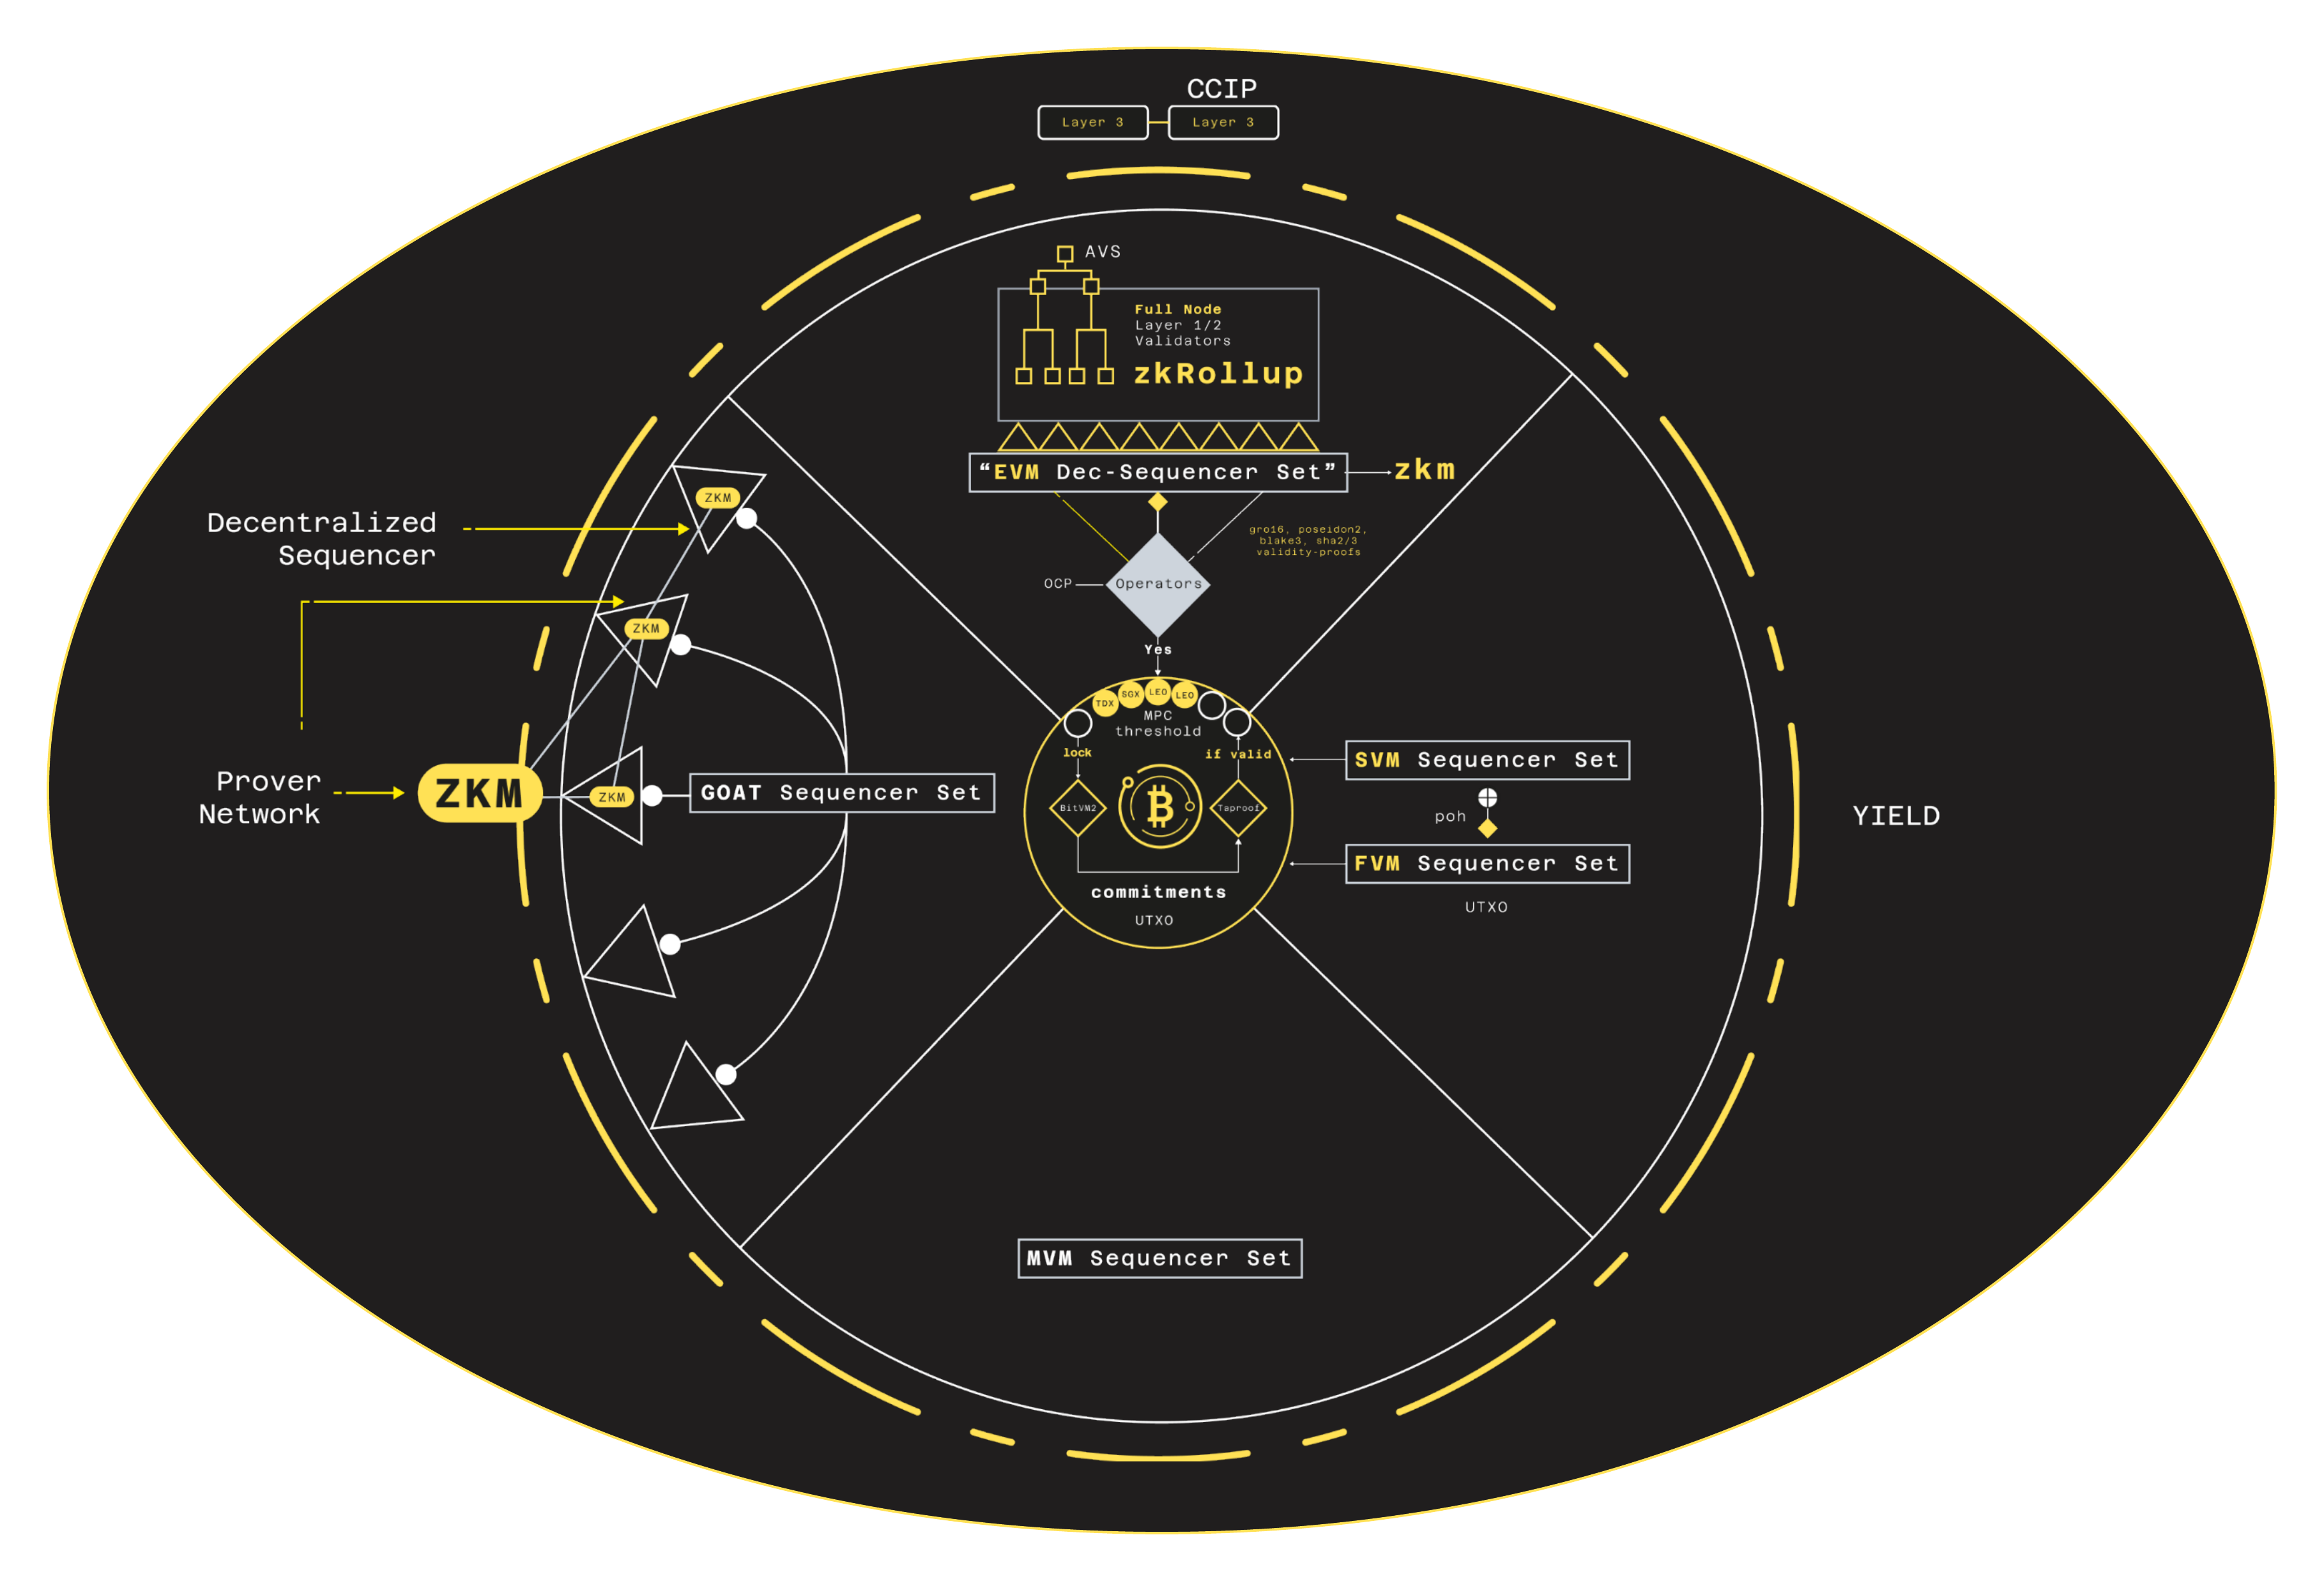 CCIP
Layer 3
Layer 3
AVS
Full Node
Layer 1/2
Validators
zkRollup
“EVM Dec-Sequencer Set”
zkm
gro16, poseidon2,
blake3, sha2/3
validity-proofs
OCP
Operators
Yes
Decentralized
Sequencer
ZKM
ZKM
Prover
Network
ZKM
ZKM
GOAT Sequencer Set
TDX
SGX
LEO
LEO
MPC
threshold
lock
if valid
BitVM2
Taproof
commitments
UTXO
SVM Sequencer Set
poh
FVM Sequencer Set
UTXO
YIELD
MVM Sequencer Set